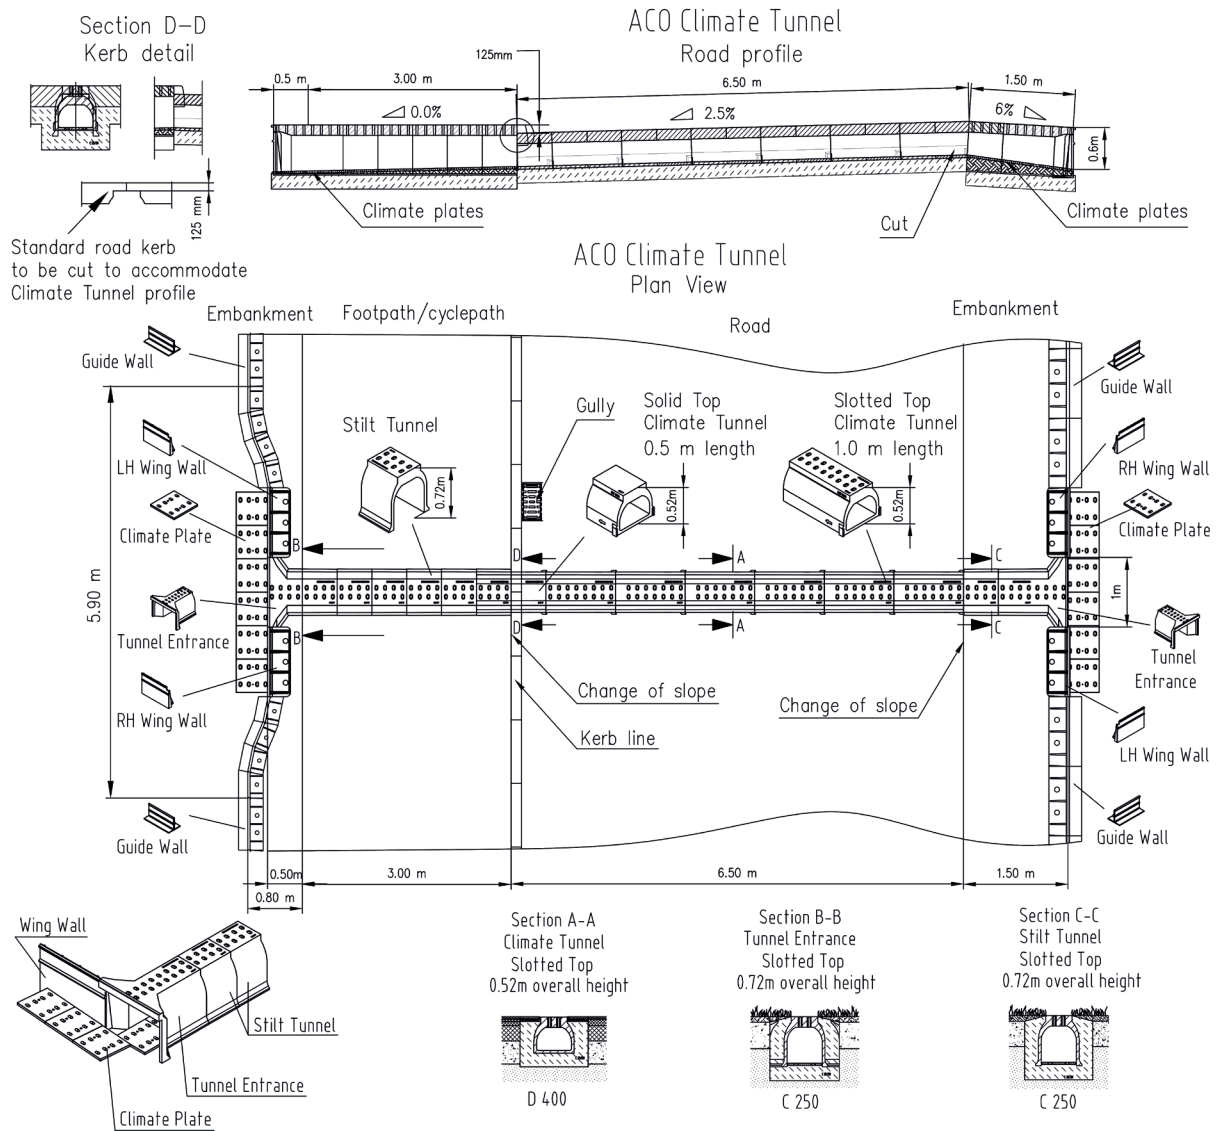 Section D-D
Kerb detail
125 mm
Standard road kerb
to be cut to accommodate
Climate Tunnel profile
ACO Climate Tunnel
Road profile
125mm
0.5 m
3.00 m
6.50 m
1.50 m
0.0%
2.5%
6%
0.6m
Climate plates
Cut
Climate plates
ACO Climate Tunnel
Plan View
Embankment
Footpath/cyclepath
Road
Embankment
Guide Wall
LH Wing Wall
Climate Plate
5.90 m
Tunnel Entrance
RH Wing Wall
Guide Wall
Stilt Tunnel
0.72m
Gully
Solid Top
Climate Tunnel
0.5 m length
0.52m
Slotted Top
Climate Tunnel
1.0 m length
0.52m
Guide Wall
RH Wing Wall
Climate Plate
1m
Tunnel
Entrance
LH Wing Wall
Guide Wall
B
D
A
C
B
D
A
C
Change of slope
Kerb line
Change of slope
0.50m
3.00 m
6.50 m
1.50 m
0.80 m
Wing Wall
Stilt Tunnel
Tunnel Entrance
Climate Plate
Section A-A
Climate Tunnel
Slotted Top
0.52m overall height
D 400
Section B-B
Tunnel Entrance
Slotted Top
0.72m overall height
C 250
Section C-C
Stilt Tunnel
Slotted Top
0.72m overall height
C 250